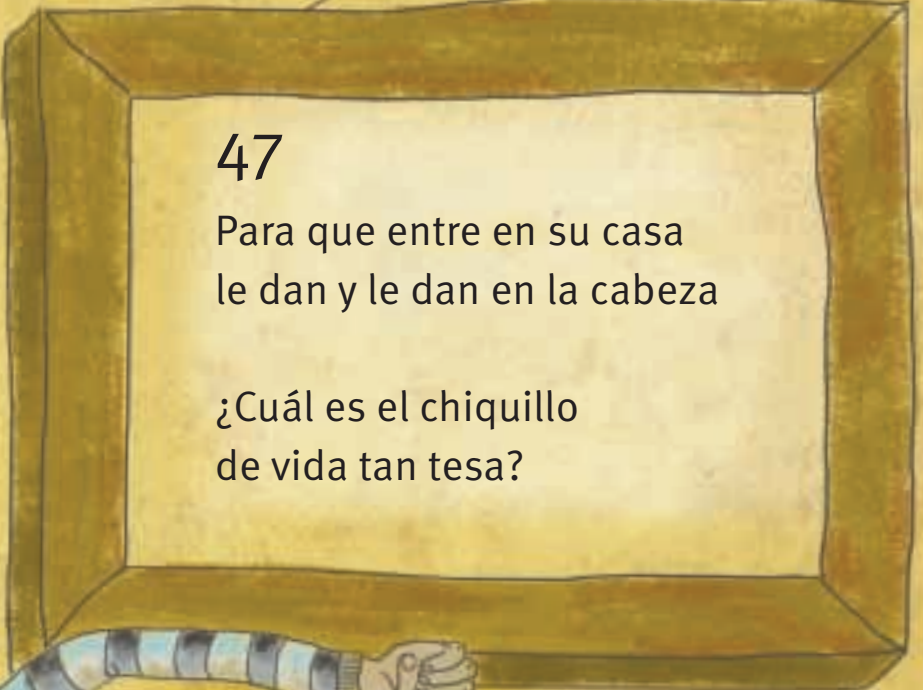 47
Para que entre en su casa
le dan y le dan en la cabeza
¿Cuál es el chiquillo
de vida tan tesa?